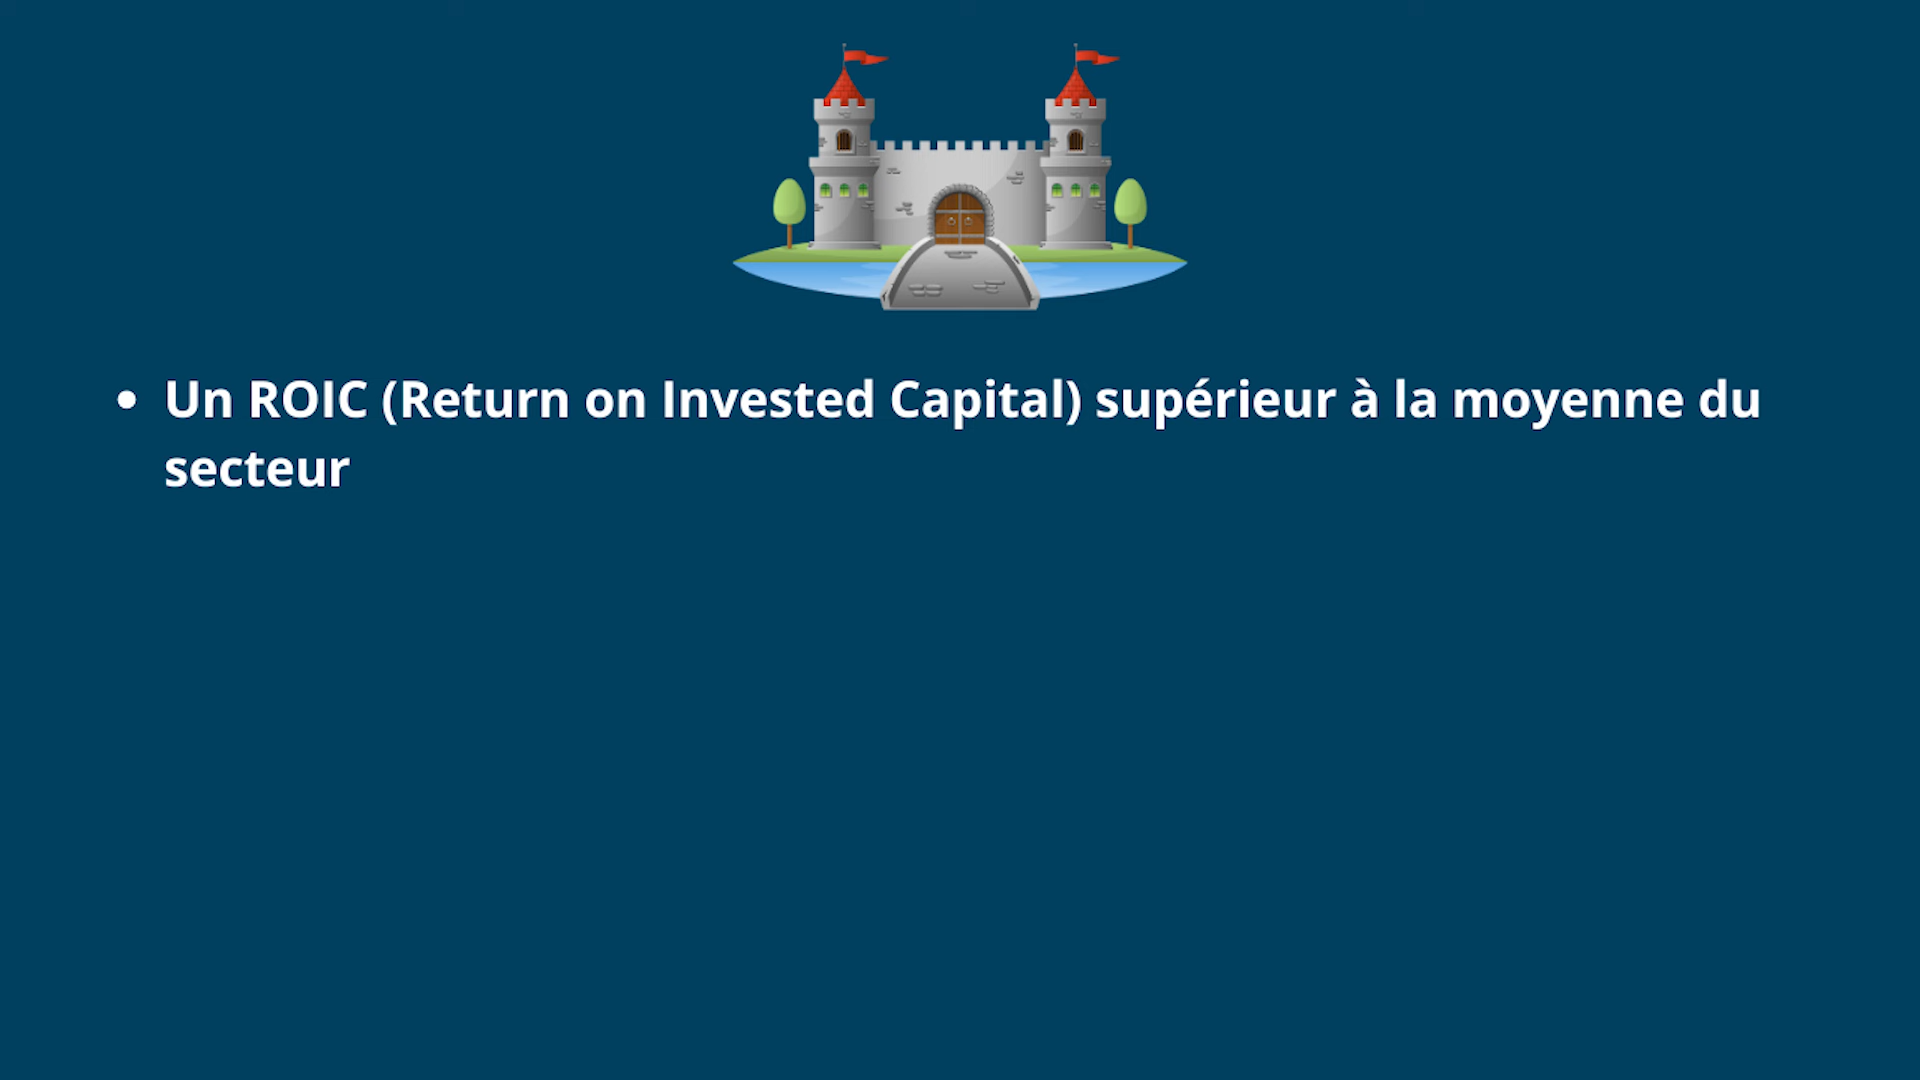 • Un ROIC (Return on Invested Capital) supérieur à la moyenne du
secteur